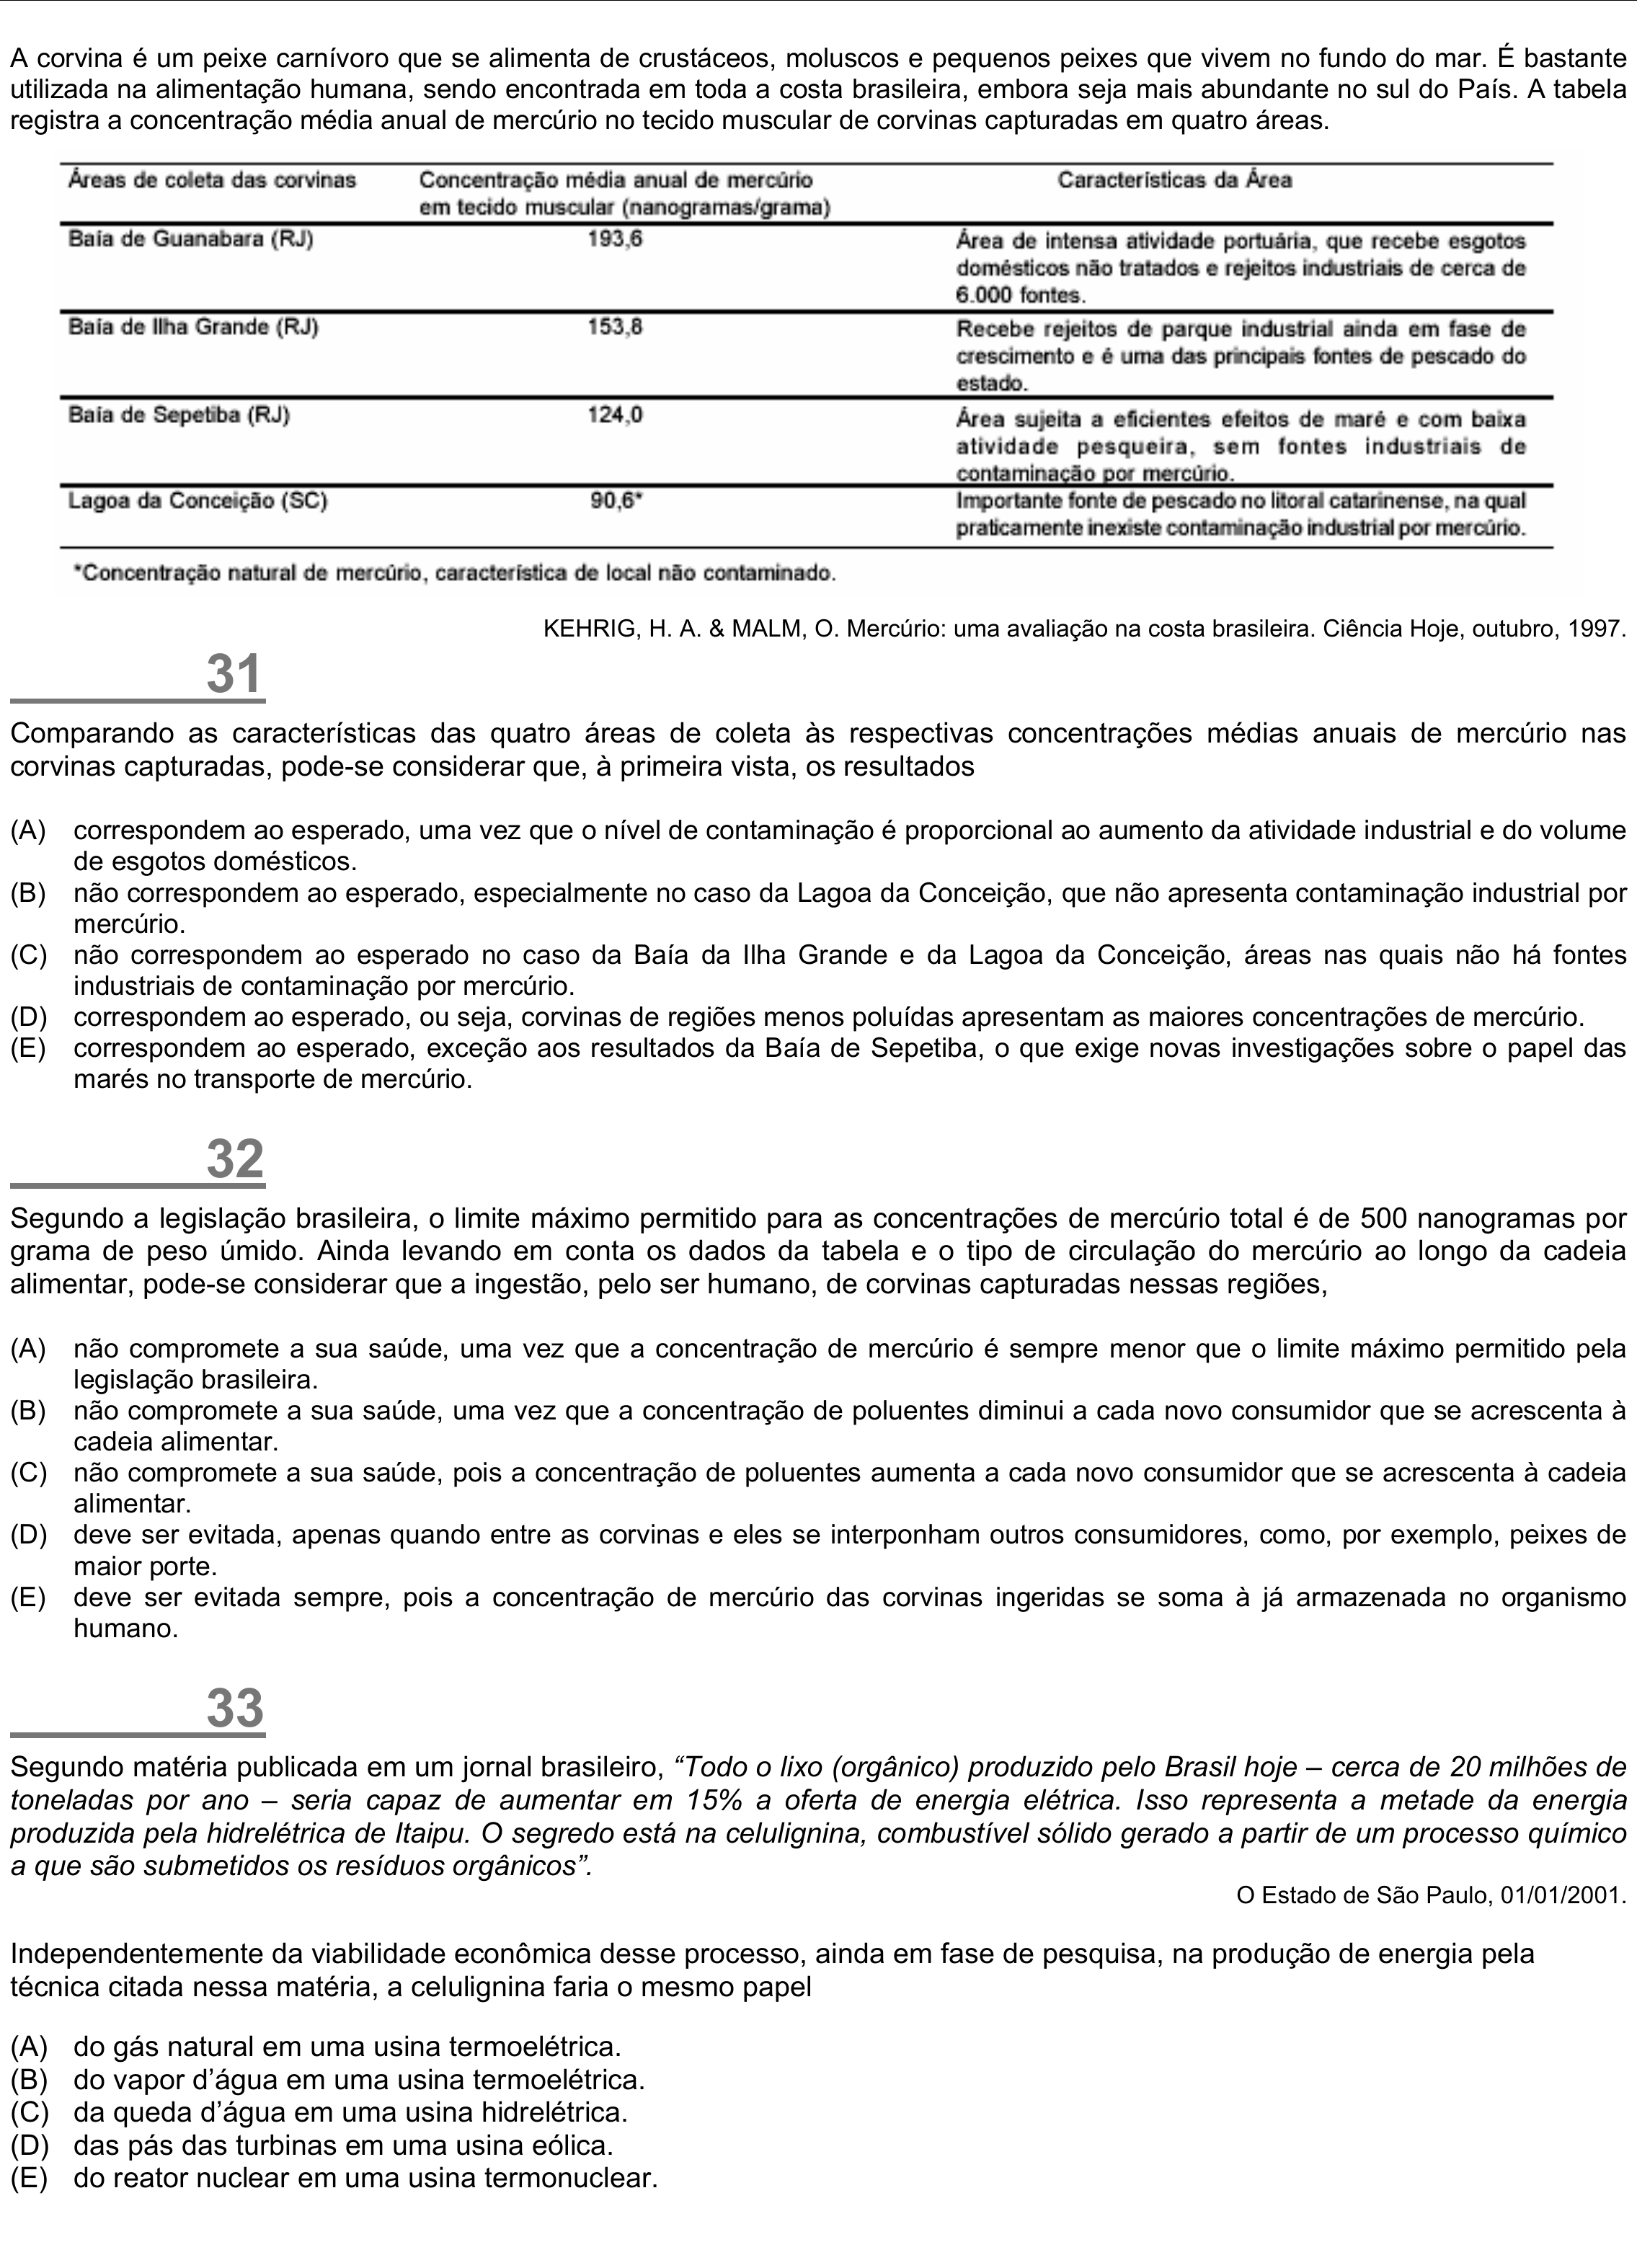 A corvina é um peixe carnívoro que se alimenta de crustáceos, moluscos e pequenos peixes que vivem no fundo do mar. É bastante
utilizada na alimentação humana, sendo encontrada em toda a costa brasileira, embora seja mais abundante no sul do País. A tabela
registra a concentração média anual de mercúrio no tecido muscular de corvinas capturadas em quatro áreas.
Áreas de coleta das corvinas Concentração média anual de mercúrio Características da Área
em tecido muscular (nanogramas/grama)
Baía de Guanabara (RJ) 193,6 Área de intensa atividade portuária, que recebe esgotos
domésticos não tratados e rejeitos industriais de cerca de
6.000 fontes.
Baía de Ilha Grande (RJ) 153,8 Recebe rejeitos de parque industrial ainda em fase de
crescimento e é uma das principais fontes de pescado do
estado.
Baía de Sepetiba (RJ) 124,0 Área sujeita a eficientes efeitos de maré e com baixa
atividade pesqueira, sem fontes industriais de
contaminação por mercúrio.
Lagoa da Conceição (SC) 90,6* Importante fonte de pescado no litoral catarinense, na qual
praticamente inexiste contaminação industrial por mercúrio.
*Concentração natural de mercúrio, característica de local não contaminado.
KEHRIG, H. A. & MALM, O. Mercúrio: uma avaliação na costa brasileira. Ciência Hoje, outubro, 1997.
31
Comparando as características das quatro áreas de coleta às respectivas concentrações médias anuais de mercúrio nas
corvinas capturadas, pode-se considerar que, à primeira vista, os resultados
(A) correspondem ao esperado, uma vez que o nível de contaminação é proporcional ao aumento da atividade industrial e do volume
de esgotos domésticos.
(B) não correspondem ao esperado, especialmente no caso da Lagoa da Conceição, que não apresenta contaminação industrial por
mercúrio.
(C) não correspondem ao esperado no caso da Baía da Ilha Grande e da Lagoa da Conceição, áreas nas quais não há fontes
industriais de contaminação por mercúrio.
(D) correspondem ao esperado, ou seja, corvinas de regiões menos poluídas apresentam as maiores concentrações de mercúrio.
(E) correspondem ao esperado, exceção aos resultados da Baía de Sepetiba, o que exige novas investigações sobre o papel das
marés no transporte de mercúrio.
32
Segundo a legislação brasileira, o limite máximo permitido para as concentrações de mercúrio total é de 500 nanogramas por
grama de peso úmido. Ainda levando em conta os dados da tabela e o tipo de circulação do mercúrio ao longo da cadeia
alimentar, pode-se considerar que a ingestão, pelo ser humano, de corvinas capturadas nessas regiões,
(A) não compromete a sua saúde, uma vez que a concentração de mercúrio é sempre menor que o limite máximo permitido pela
legislação brasileira.
(B) não compromete a sua saúde, uma vez que a concentração de poluentes diminui a cada novo consumidor que se acrescenta à
cadeia alimentar.
(C) não compromete a sua saúde, pois a concentração de poluentes aumenta a cada novo consumidor que se acrescenta à cadeia
alimentar.
(D) deve ser evitada, apenas quando entre as corvinas e eles se interponham outros consumidores, como, por exemplo, peixes de
maior porte.
(E) deve ser evitada sempre, pois a concentração de mercúrio das corvinas ingeridas se soma à já armazenada no organismo
humano.
33
Segundo matéria publicada em um jornal brasileiro, “Todo o lixo (orgânico) produzido pelo Brasil hoje – cerca de 20 milhões de
toneladas por ano – seria capaz de aumentar em 15% a oferta de energia elétrica. Isso representa a metade da energia
produzida pela hidrelétrica de Itaipu. O segredo está na celulignina, combustível sólido gerado a partir de um processo químico
a que são submetidos os resíduos orgânicos”.
O Estado de São Paulo, 01/01/2001.
Independentemente da viabilidade econômica desse processo, ainda em fase de pesquisa, na produção de energia pela
técnica citada nessa matéria, a celulignina faria o mesmo papel
(A) do gás natural em uma usina termoelétrica.
(B) do vapor d’água em uma usina termoelétrica.
(C) da queda d’água em uma usina hidrelétrica.
(D) das pás das turbinas em uma usina eólica.
(E) do reator nuclear em uma usina termonuclear.